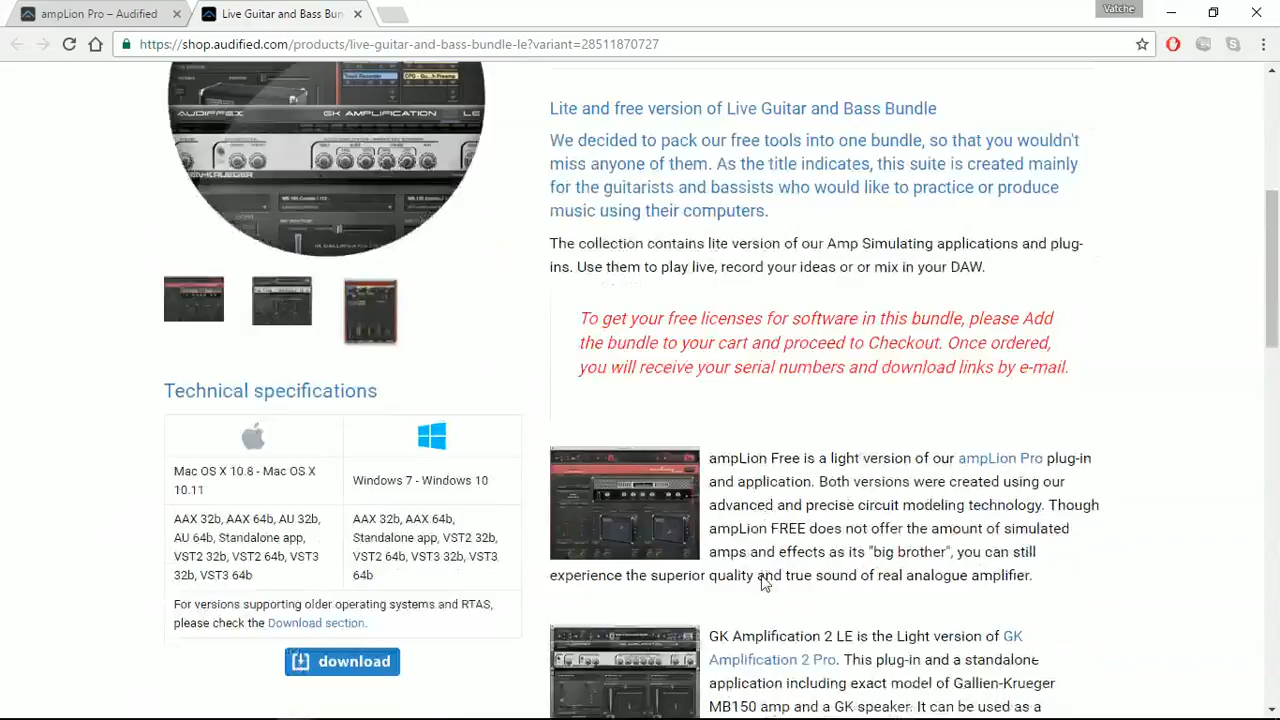 ampLion Pro – Audified
Live Guitar and Bass Bun
Vatche
https://shop.audified.com/products/live-guitar-and-bass-bundle-le?variant=28511870727
Track Recorder
AUDIFFEX
GK AMPLIFICATION
LE
Lite and free version of Live Guitar and Bass Bundle
We decided to pack our free tools into one bundle, so that you wouldn't
miss anyone of them. As the title indicates, this suite is created mainly
for the guitarists and bassists who would like to practice or produce
music using their computers.
The collection contains lite versions of our Amp simulating applications and plug-
ins. Use them to play live, record your ideas or or mix in your DAW.
To get your free licenses for software in this bundle, please Add
the bundle to your cart and proceed to Checkout. Once ordered,
you will receive your serial numbers and download links by e-mail.
Technical specifications
Mac OS X 10.8 - Mac OS X
10.11
Windows 7 - Windows 10
AAX 32b, AAX 64b, AU 32b,
AU 64b, Standalone app,
VST2 32b, VST2 64b, VST3
32b, VST3 64b
AAX 32b, AAX 64b,
Standalone app, VST2 32b,
VST2 64b, VST3 32b, VST3
64b
For versions supporting older operating systems and RTAS,
please check the Download section.
download
ampLion Free is a light version of our ampLion Pro plug-in
and application. Both versions were created using our
advanced and precise circuit modeling technology. Though
ampLion FREE does not offer the amount of simulated
amps and effects as its "big brother", you can still
experience the superior quality and true sound of real analogue amplifier.
GK Amplification 2 LE is the version of GK
Amplification 2 Pro. This plug-in and a standalone
application including examples of Gallien-Krueger
MB150 amp and speaker. It can be used